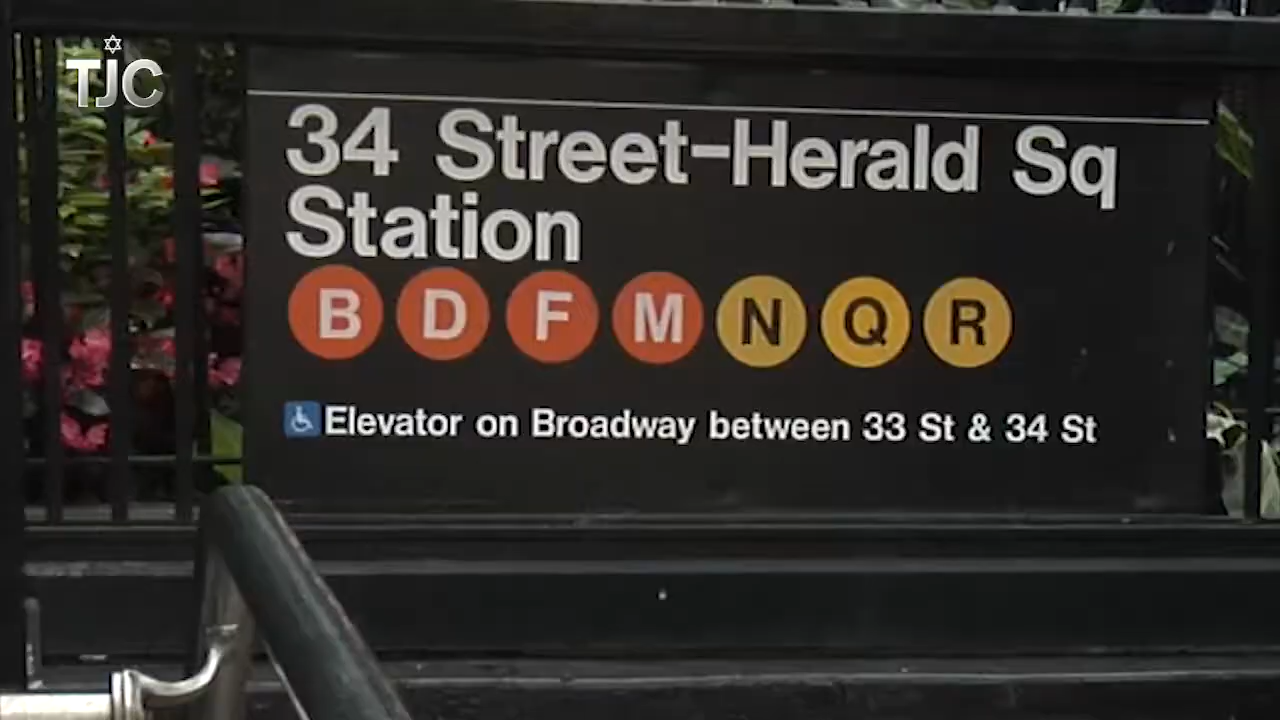 TJC
34 Street-Herald Sq
Station
B D F M N Q R
Elevator on Broadway between 33 St & 34 St